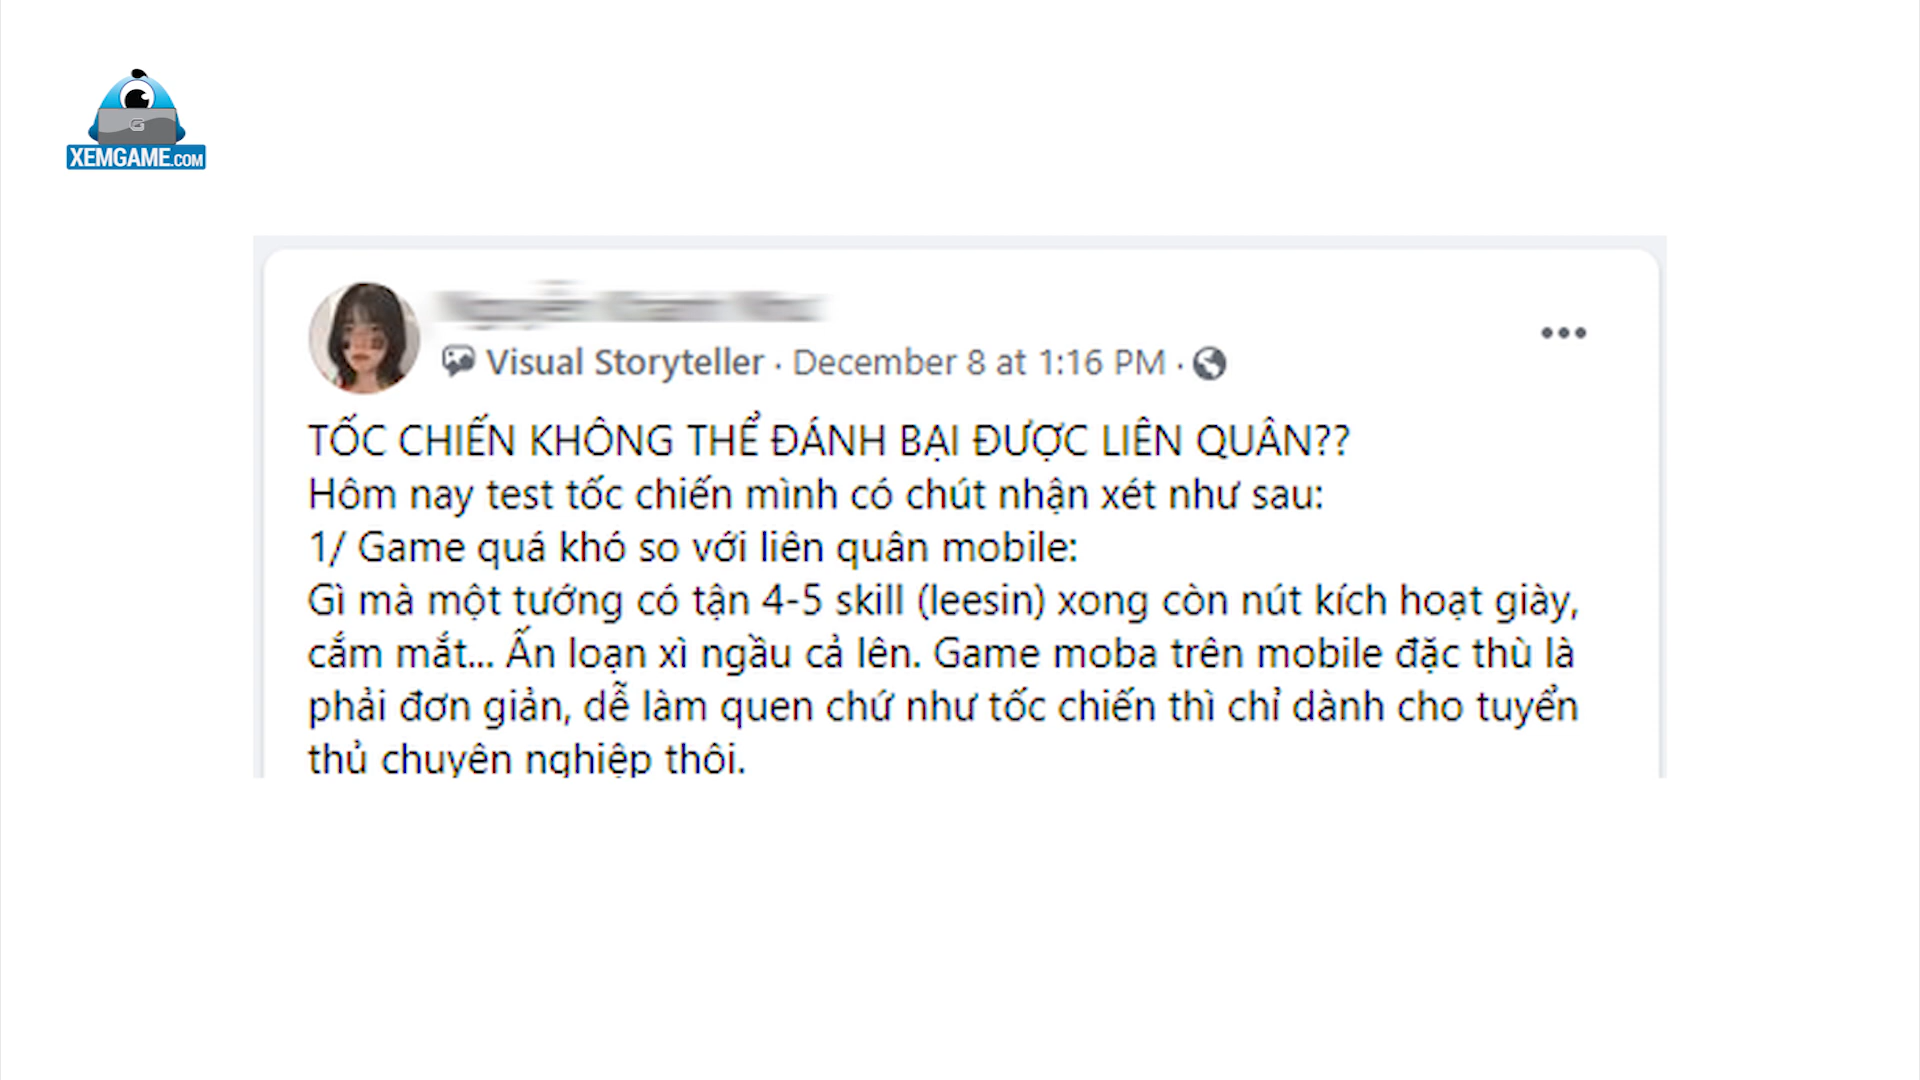 G
XEMGAME.COM
Visual Storyteller · December 8 at 1:16 PM ·
TỐC CHIẾN KHÔNG THỂ ĐÁNH BẠI ĐƯỢC LIÊN QUÂN??
Hôm nay test tốc chiến mình có chút nhận xét như sau:
1/ Game quá khó so với liên quân mobile:
Gì mà một tướng có tận 4-5 skill (leesin) xong còn nút kích hoạt giày,
cắm mắt... Ấn loạn xì ngầu cả lên. Game moba trên mobile đặc thù là
phải đơn giản, dễ làm quen chứ như tốc chiến thì chỉ dành cho tuyển
thủ chuyên nghiệp thôi.